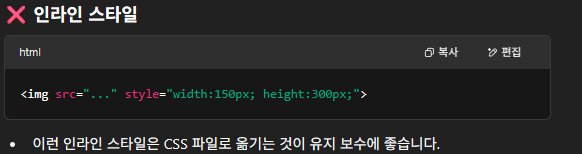 ❌ 인라인 스타일
html 복사 편집
<img src="..." style="width:150px; height:300px;">
• 이런 인라인 스타일은 CSS 파일로 옮기는 것이 유지 보수에 좋습니다.